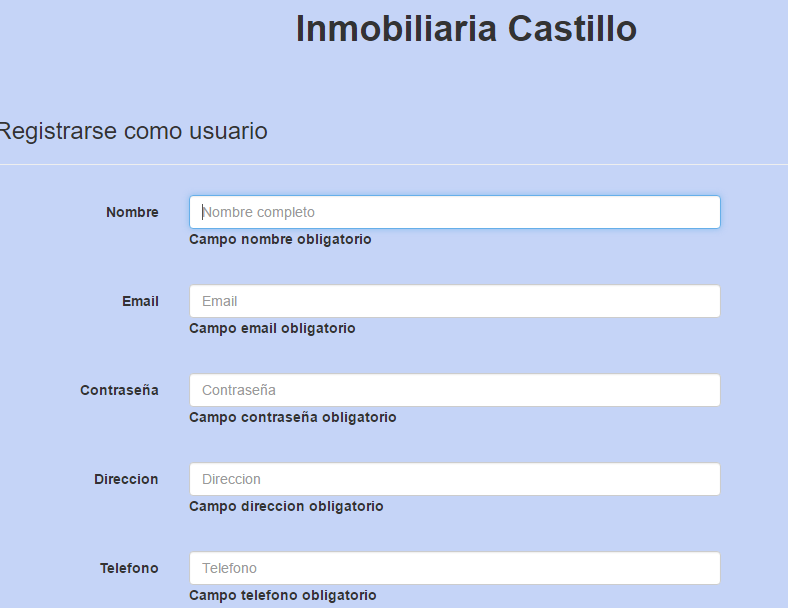 Inmobiliaria Castillo
Registrarse como usuario
Nombre
Nombre completo
Campo nombre obligatorio
Email
Email
Campo email obligatorio
Contraseña
Contraseña
Campo contraseña obligatorio
Direccion
Direccion
Campo direccion obligatorio
Telefono
Telefono
Campo telefono obligatorio